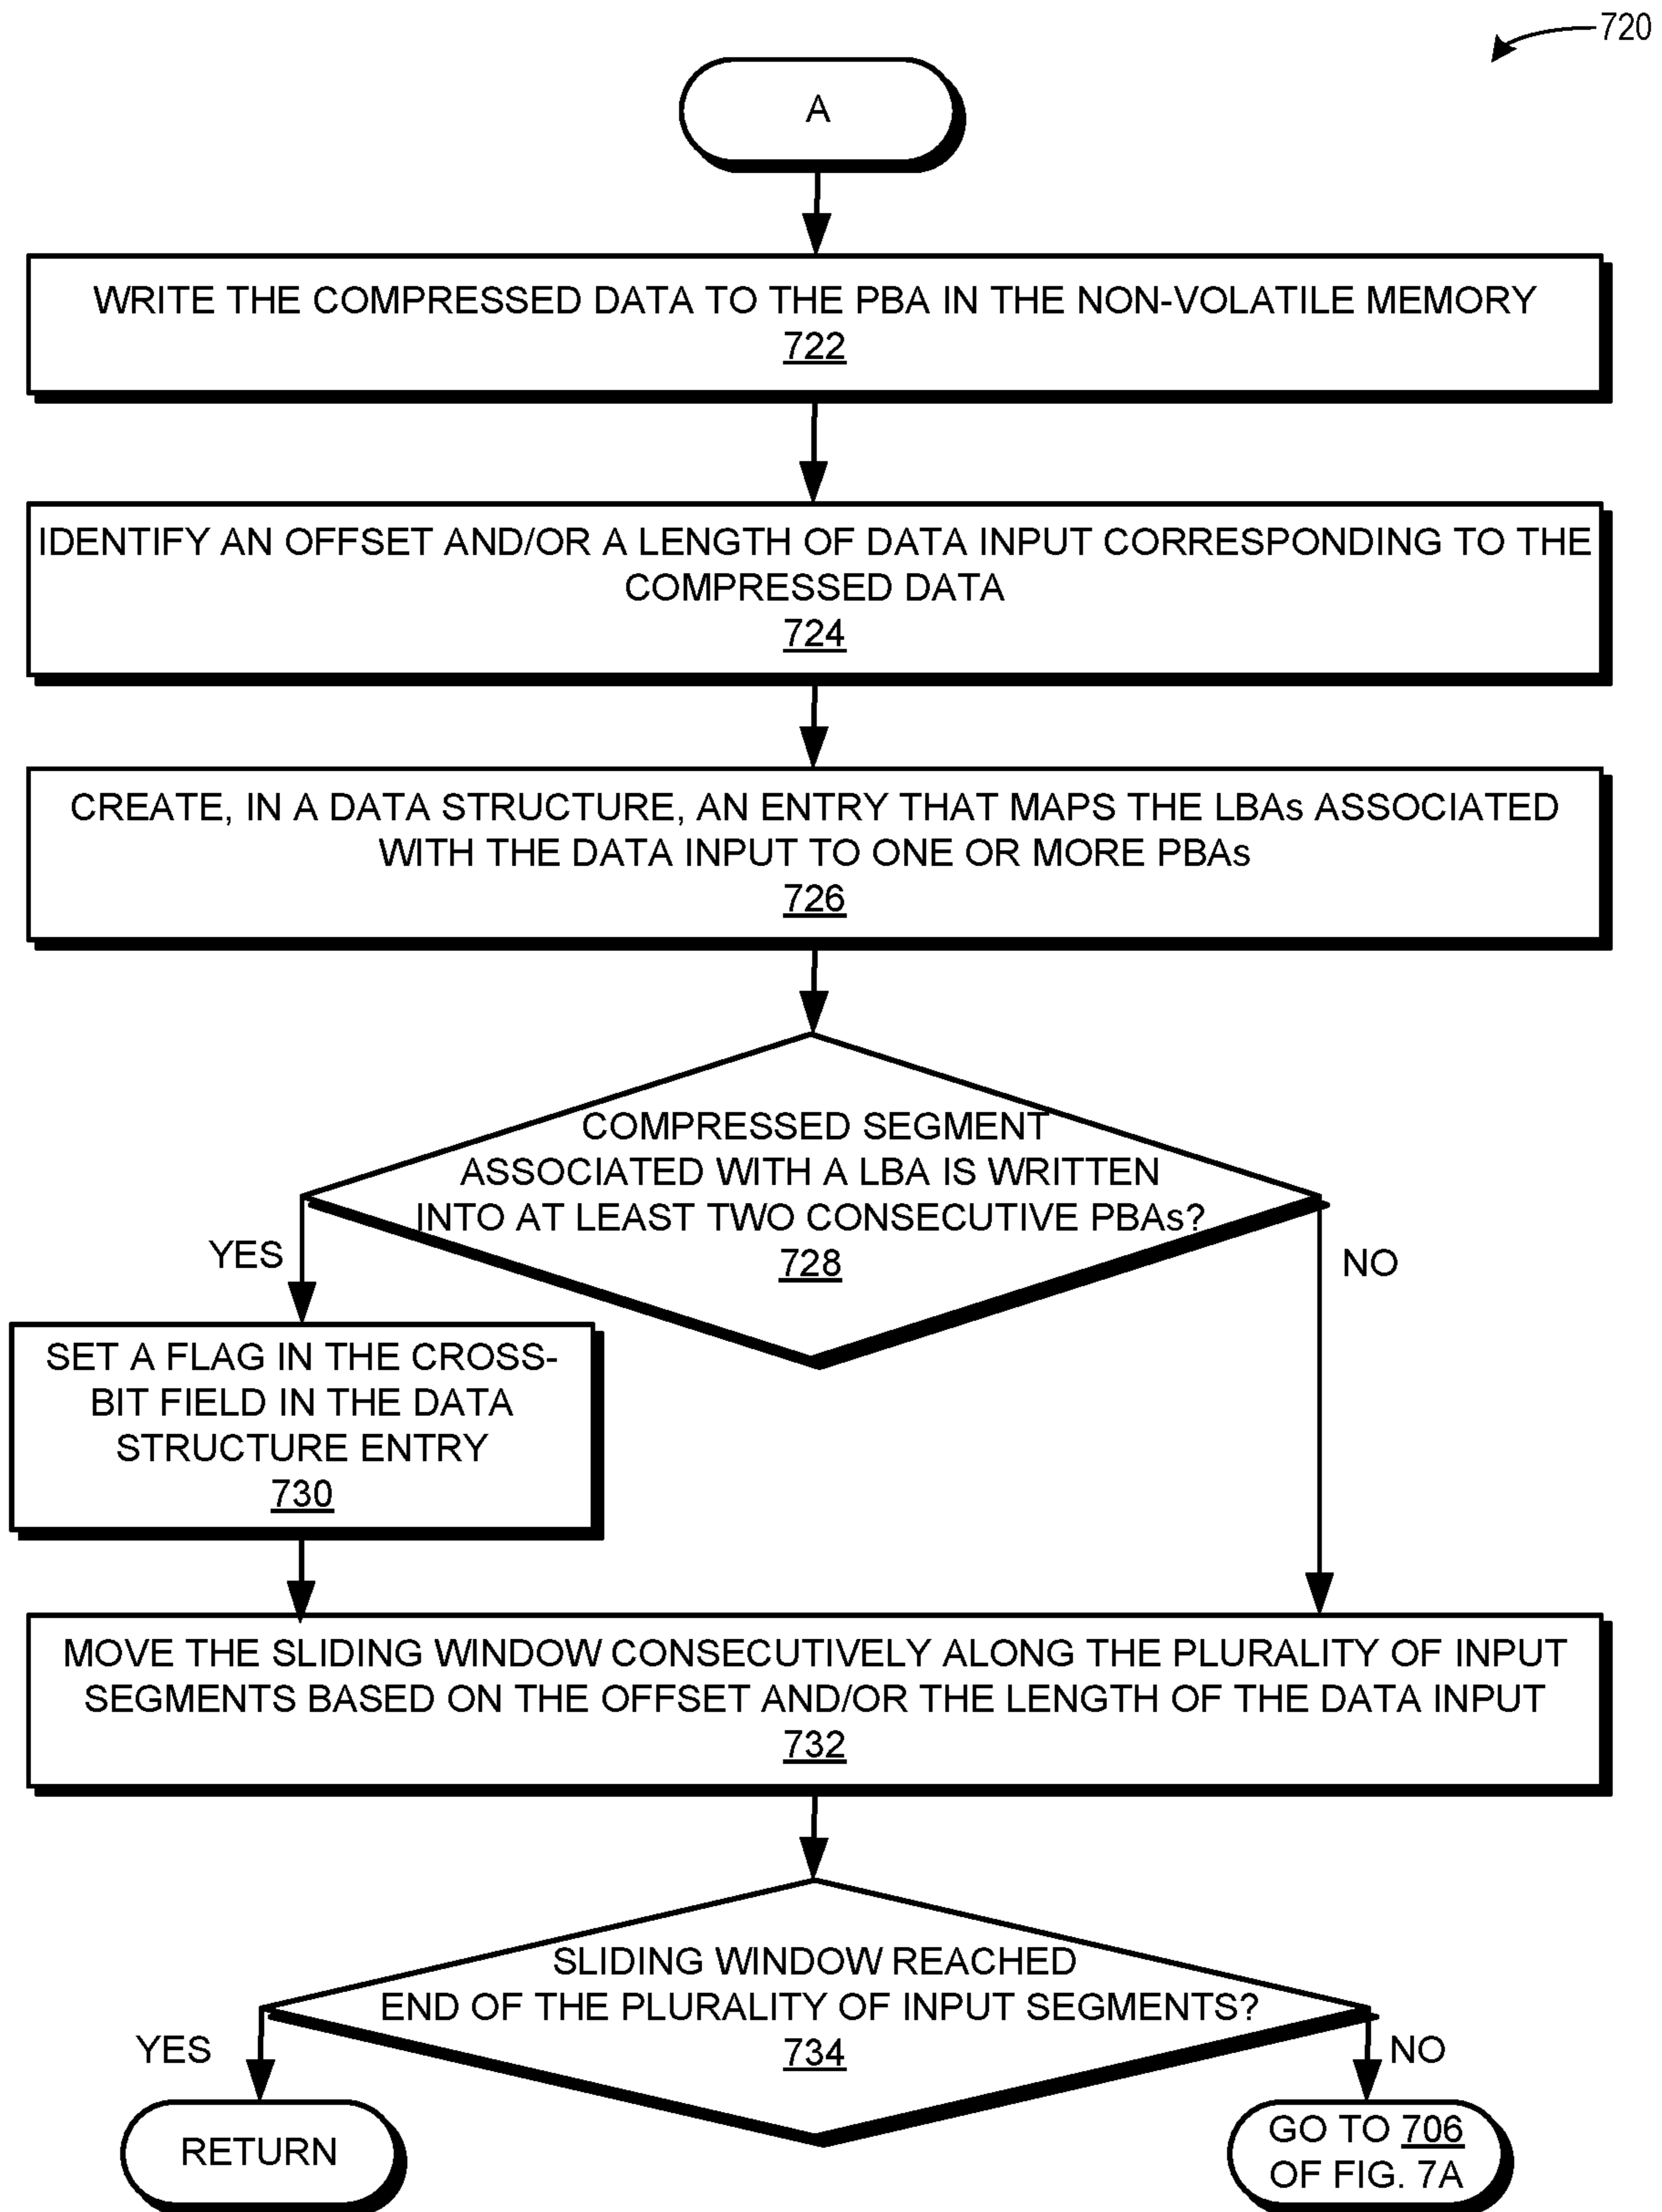 720
A
WRITE THE COMPRESSED DATA TO THE PBA IN THE NON-VOLATILE MEMORY
722
IDENTIFY AN OFFSET AND/OR A LENGTH OF DATA INPUT CORRESPONDING TO THE
COMPRESSED DATA
724
CREATE, IN A DATA STRUCTURE, AN ENTRY THAT MAPS THE LBAs ASSOCIATED
WITH THE DATA INPUT TO ONE OR MORE PBAs
726
COMPRESSED SEGMENT
ASSOCIATED WITH A LBA IS WRITTEN
INTO AT LEAST TWO CONSECUTIVE PBAs?
728
YES
NO
SET A FLAG IN THE CROSS-
BIT FIELD IN THE DATA
STRUCTURE ENTRY
730
MOVE THE SLIDING WINDOW CONSECUTIVELY ALONG THE PLURALITY OF INPUT
SEGMENTS BASED ON THE OFFSET AND/OR THE LENGTH OF THE DATA INPUT
732
SLIDING WINDOW REACHED
END OF THE PLURALITY OF INPUT SEGMENTS?
734
YES
NO
RETURN
GO TO 706
OF FIG. 7A